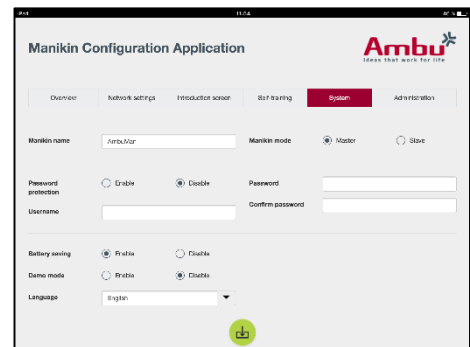 iPad 11:54
Manikin Configuration Application
Ambu
Ideas that work for life
Overview Network settings Introduction screen Self-training System Administration
Manikin name AmbuMan Manikin mode Master Slave
Password protection Enable Disable Password
Username Confirm password
Battery saving Enable Disable
Demo mode Enable Disable
Language English